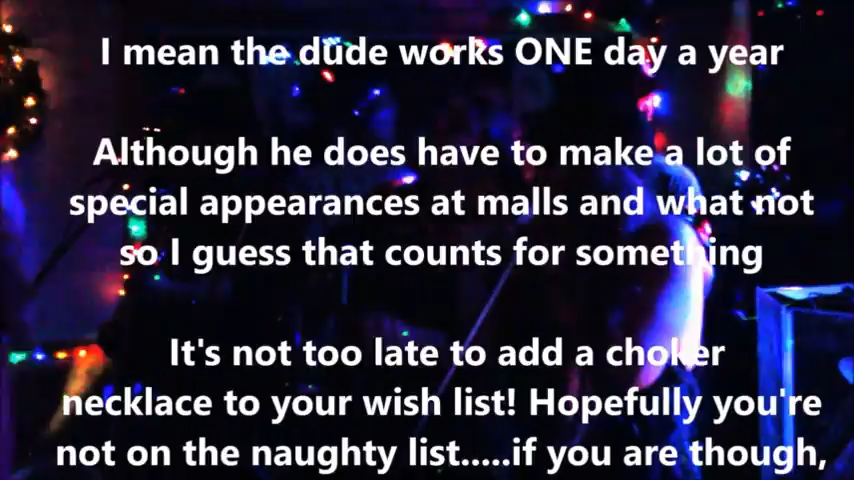 I mean the dude works ONE day a year
Although he does have to make a lot of
special appearances at malls and what not
so I guess that counts for something
It's not too late to add a choker
necklace to your wish list! Hopefully you're
not on the naughty list.....if you are though,